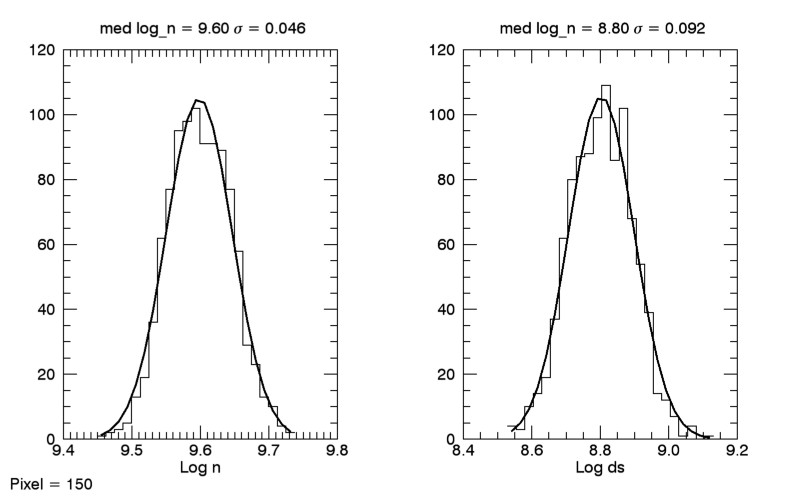 med log_n = 9.60 σ = 0.046
120
100
80
60
40
20
0
9.4 9.5 9.6 9.7 9.8
Log n
med log_n = 8.80 σ = 0.092
120
100
80
60
40
20
0
8.4 8.6 8.8 9.0 9.2
Log ds
Pixel = 150